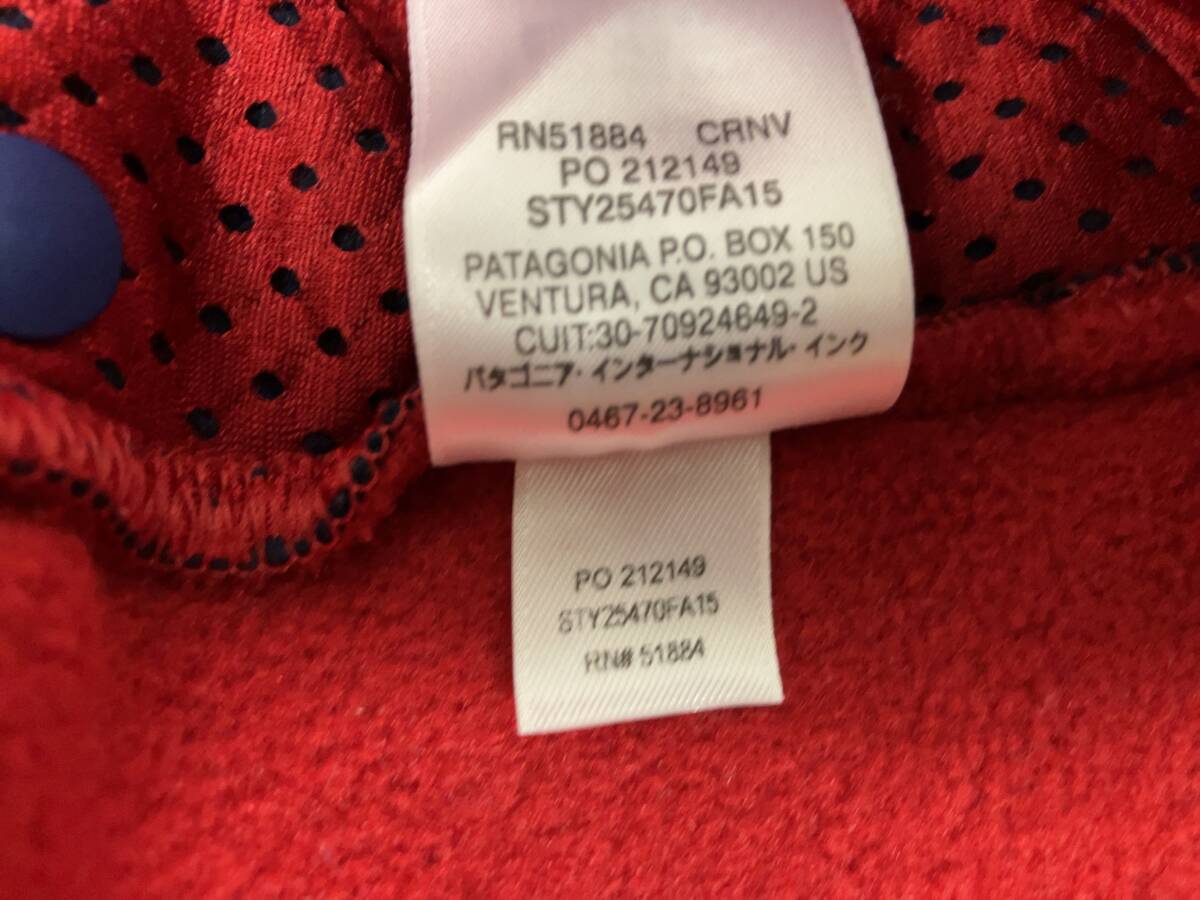 RN51884 CRNV
PO 212149
STY25470FA15
PATAGONIA P.O. BOX 150
VENTURA, CA 93002 US
CUIT:30-70924649-2
パタゴニア・インターナショナル・インク
0467-23-8961
PO 212149
STY25470FA15
RN# 51884